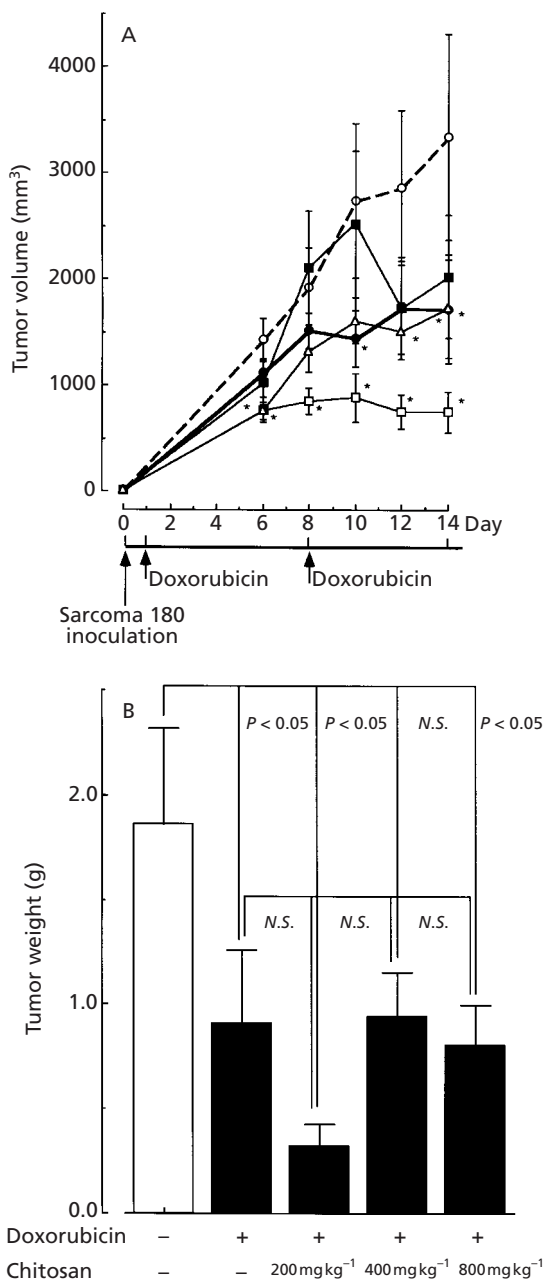 A
4000
3000
2000
1000
0
Tumor volume (mm³)
* * * * * * * * *
0 2 4 6 8 10 12 14 Day
Doxorubicin Doxorubicin
Sarcoma 180
inoculation
B
P < 0.05 P < 0.05 N.S. P < 0.05
2.0
N.S. N.S. N.S.
1.0
0.0
Tumor weight (g)
Doxorubicin – + + + +
Chitosan – – 200 mg kg⁻¹ 400 mg kg⁻¹ 800 mg kg⁻¹